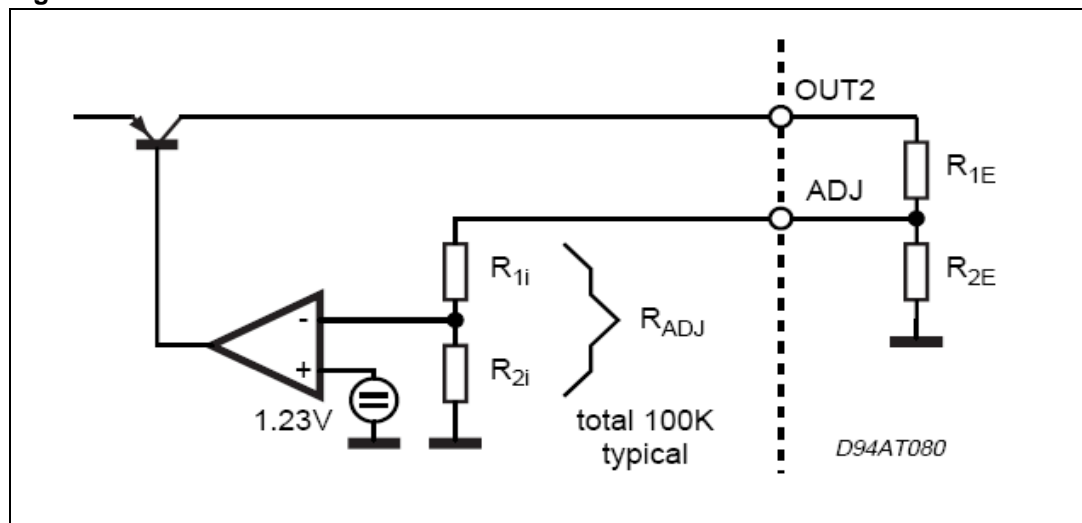 OUT2
R1E
ADJ
R1i
R2E
-
RADJ
+
R2i
1.23V
total 100K
typical
D94AT080